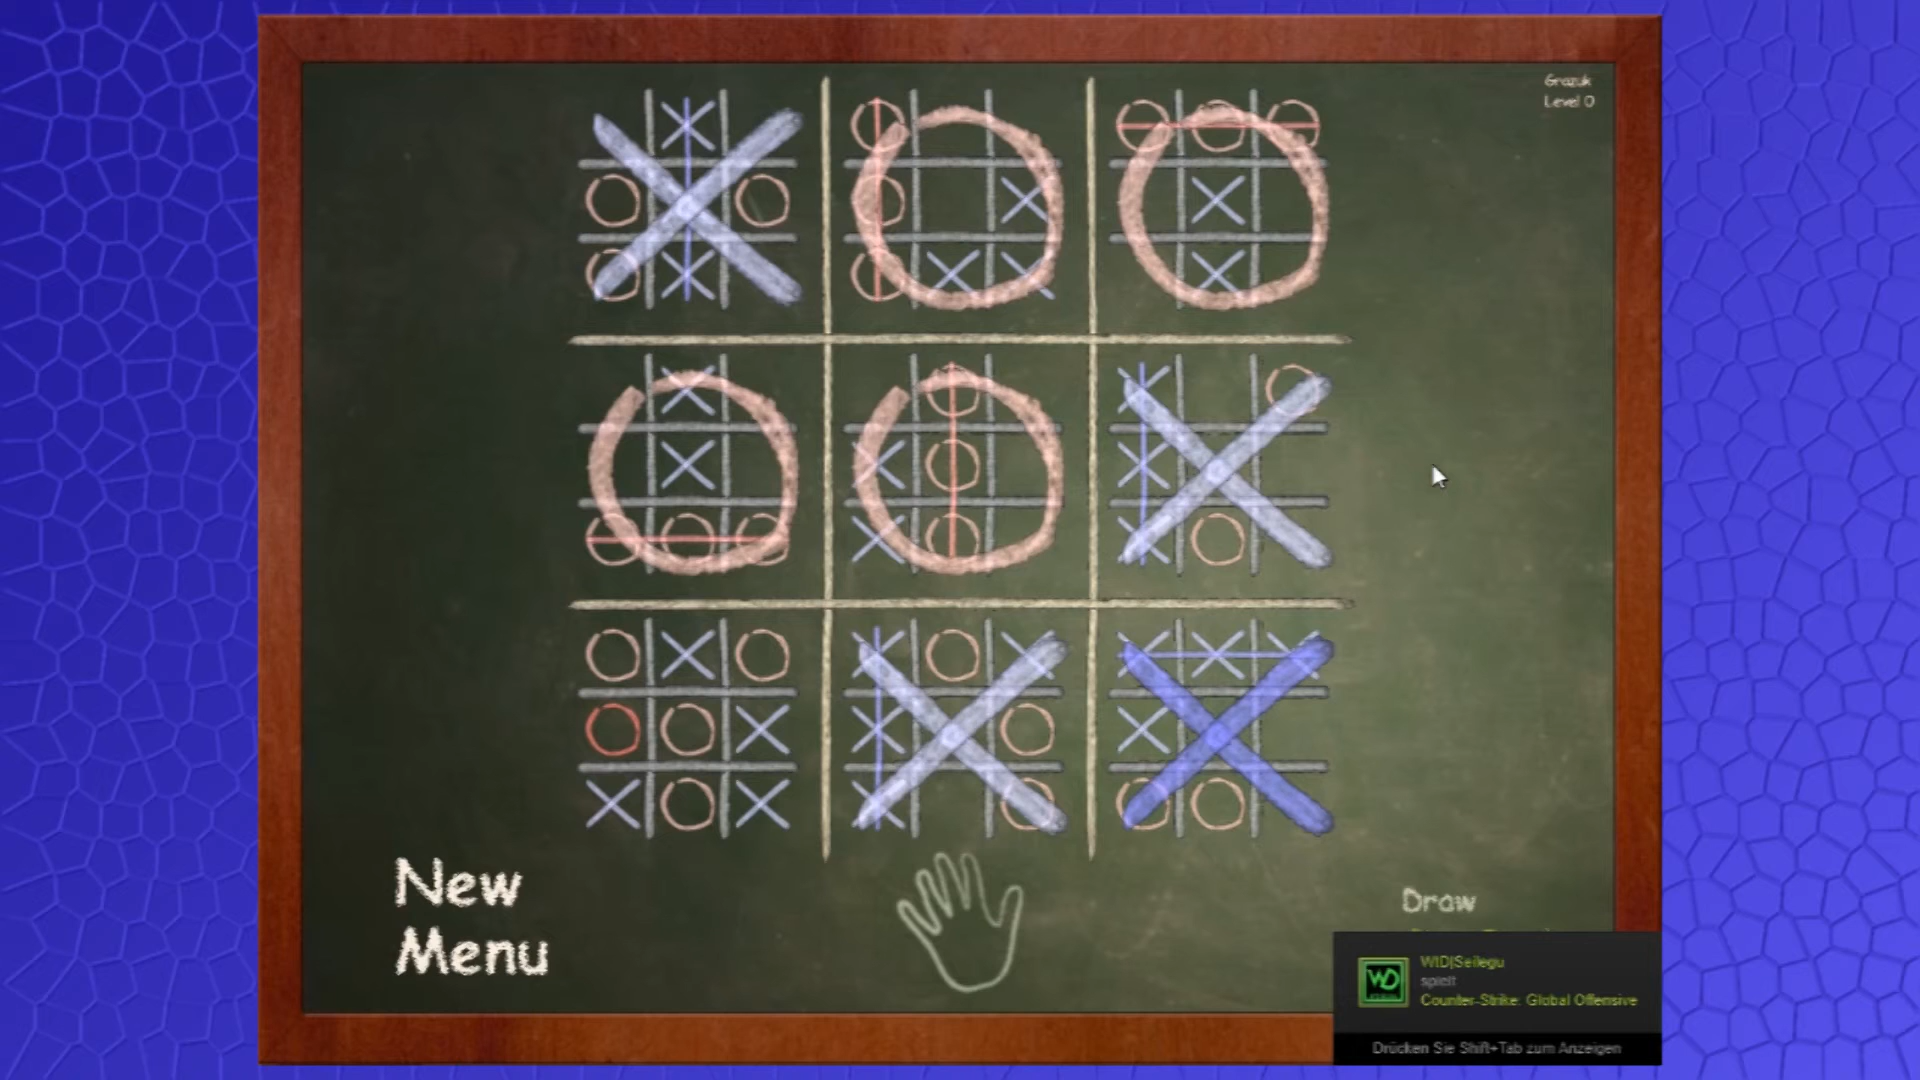 Grazuk
Level 0
New
Menu
Draw
WD
WID|Seilegu
spielt
Counter-Strike: Global Offensive
Drücken Sie Shift+Tab zum Anzeigen